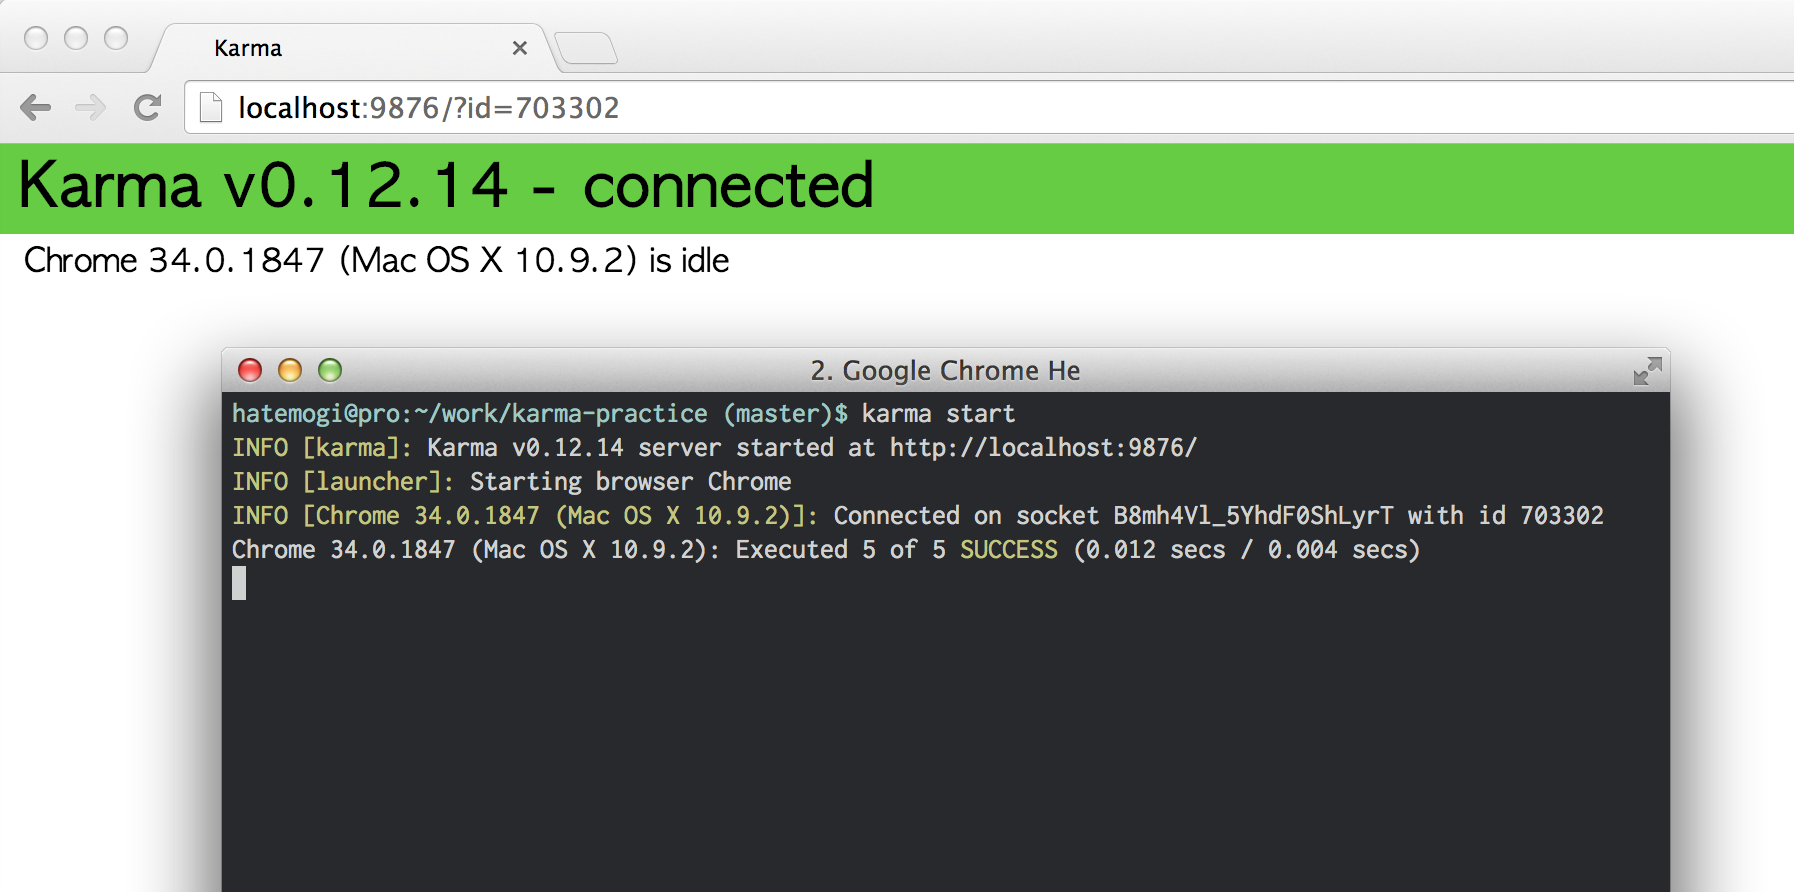 Karma
localhost:9876/?id=703302
Karma v0.12.14 - connected
Chrome 34.0.1847 (Mac OS X 10.9.2) is idle
2. Google Chrome He
hatemogi@pro:~/work/karma-practice (master)$ karma start
INFO [karma]: Karma v0.12.14 server started at http://localhost:9876/
INFO [launcher]: Starting browser Chrome
INFO [Chrome 34.0.1847 (Mac OS X 10.9.2)]: Connected on socket B8mh4Vl_5YhdF0ShLyrT with id 703302
Chrome 34.0.1847 (Mac OS X 10.9.2): Executed 5 of 5 SUCCESS (0.012 secs / 0.004 secs)